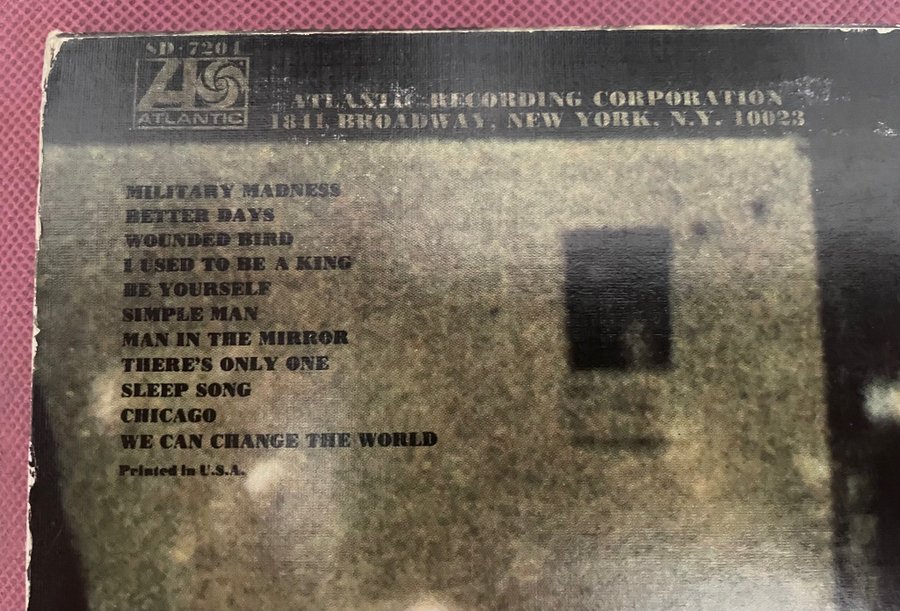 SD 7204
ATLANTIC
ATLANTIC RECORDING CORPORATION
1841 BROADWAY, NEW YORK, N.Y. 10023
MILITARY MADNESS
BETTER DAYS
WOUNDED BIRD
I USED TO BE A KING
BE YOURSELF
SIMPLE MAN
MAN IN THE MIRROR
THERE'S ONLY ONE
SLEEP SONG
CHICAGO
WE CAN CHANGE THE WORLD
Printed in U.S.A.